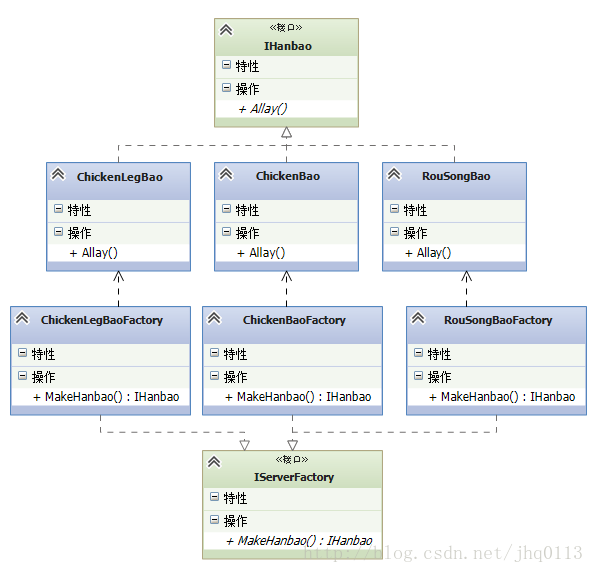 «接口»
IHanbao
特性
操作
+ Allay()
ChickenLegBao
特性
操作
+ Allay()
ChickenBao
特性
操作
+ Allay()
RouSongBao
特性
操作
+ Allay()
ChickenLegBaoFactory
特性
操作
+ MakeHanbao() : IHanbao
ChickenBaoFactory
特性
操作
+ MakeHanbao() : IHanbao
RouSongBaoFactory
特性
操作
+ MakeHanbao() : IHanbao
«接口»
IServerFactory
特性
操作
+ MakeHanbao() : IHanbao
http://blog.csdn.net/jhq0113